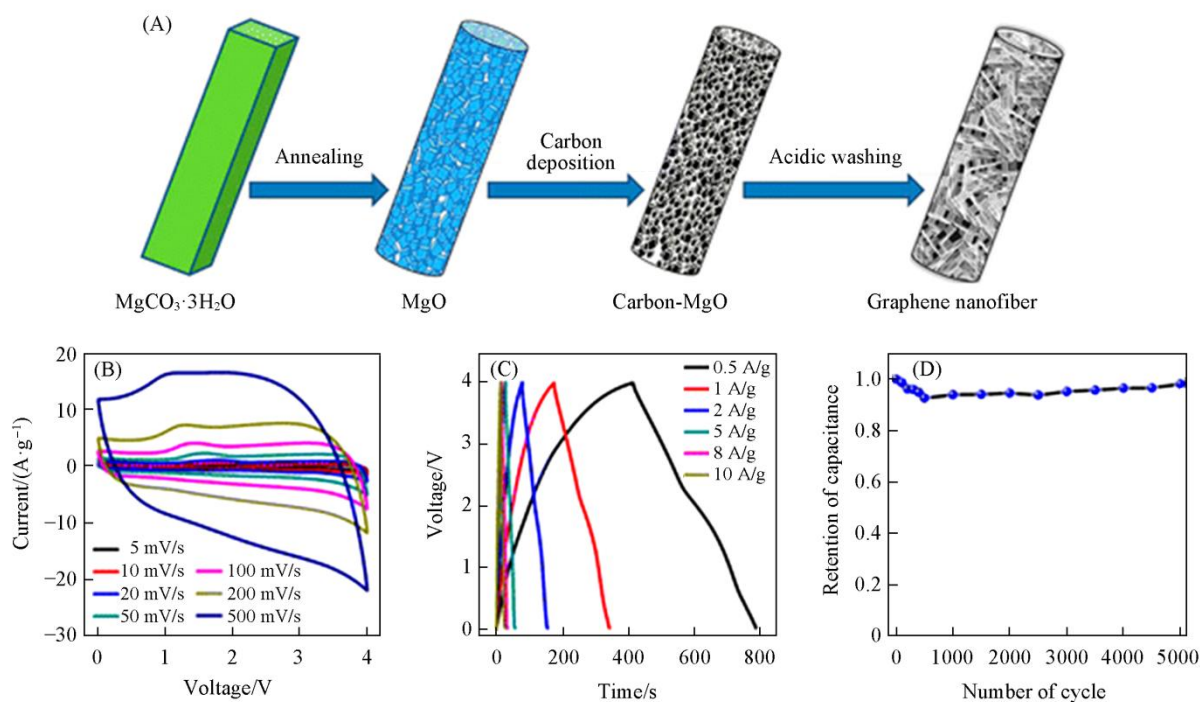 (A)
Annealing
Carbon
deposition
Acidic washing
MgCO₃·3H₂O
MgO
Carbon-MgO
Graphene nanofiber
(B)
20
10
0
−10
−20
−30
Current/(A·g⁻¹)
5 mV/s
10 mV/s
20 mV/s
50 mV/s
100 mV/s
200 mV/s
500 mV/s
0 1 2 3 4
Voltage/V
(C)
4
3
2
1
0
Voltage/V
0.5 A/g
1 A/g
2 A/g
5 A/g
8 A/g
10 A/g
0 200 400 600 800
Time/s
(D)
1.0
0.8
0.6
0.4
0.2
0
Retention of capacitance
0 1000 2000 3000 4000 5000
Number of cycle